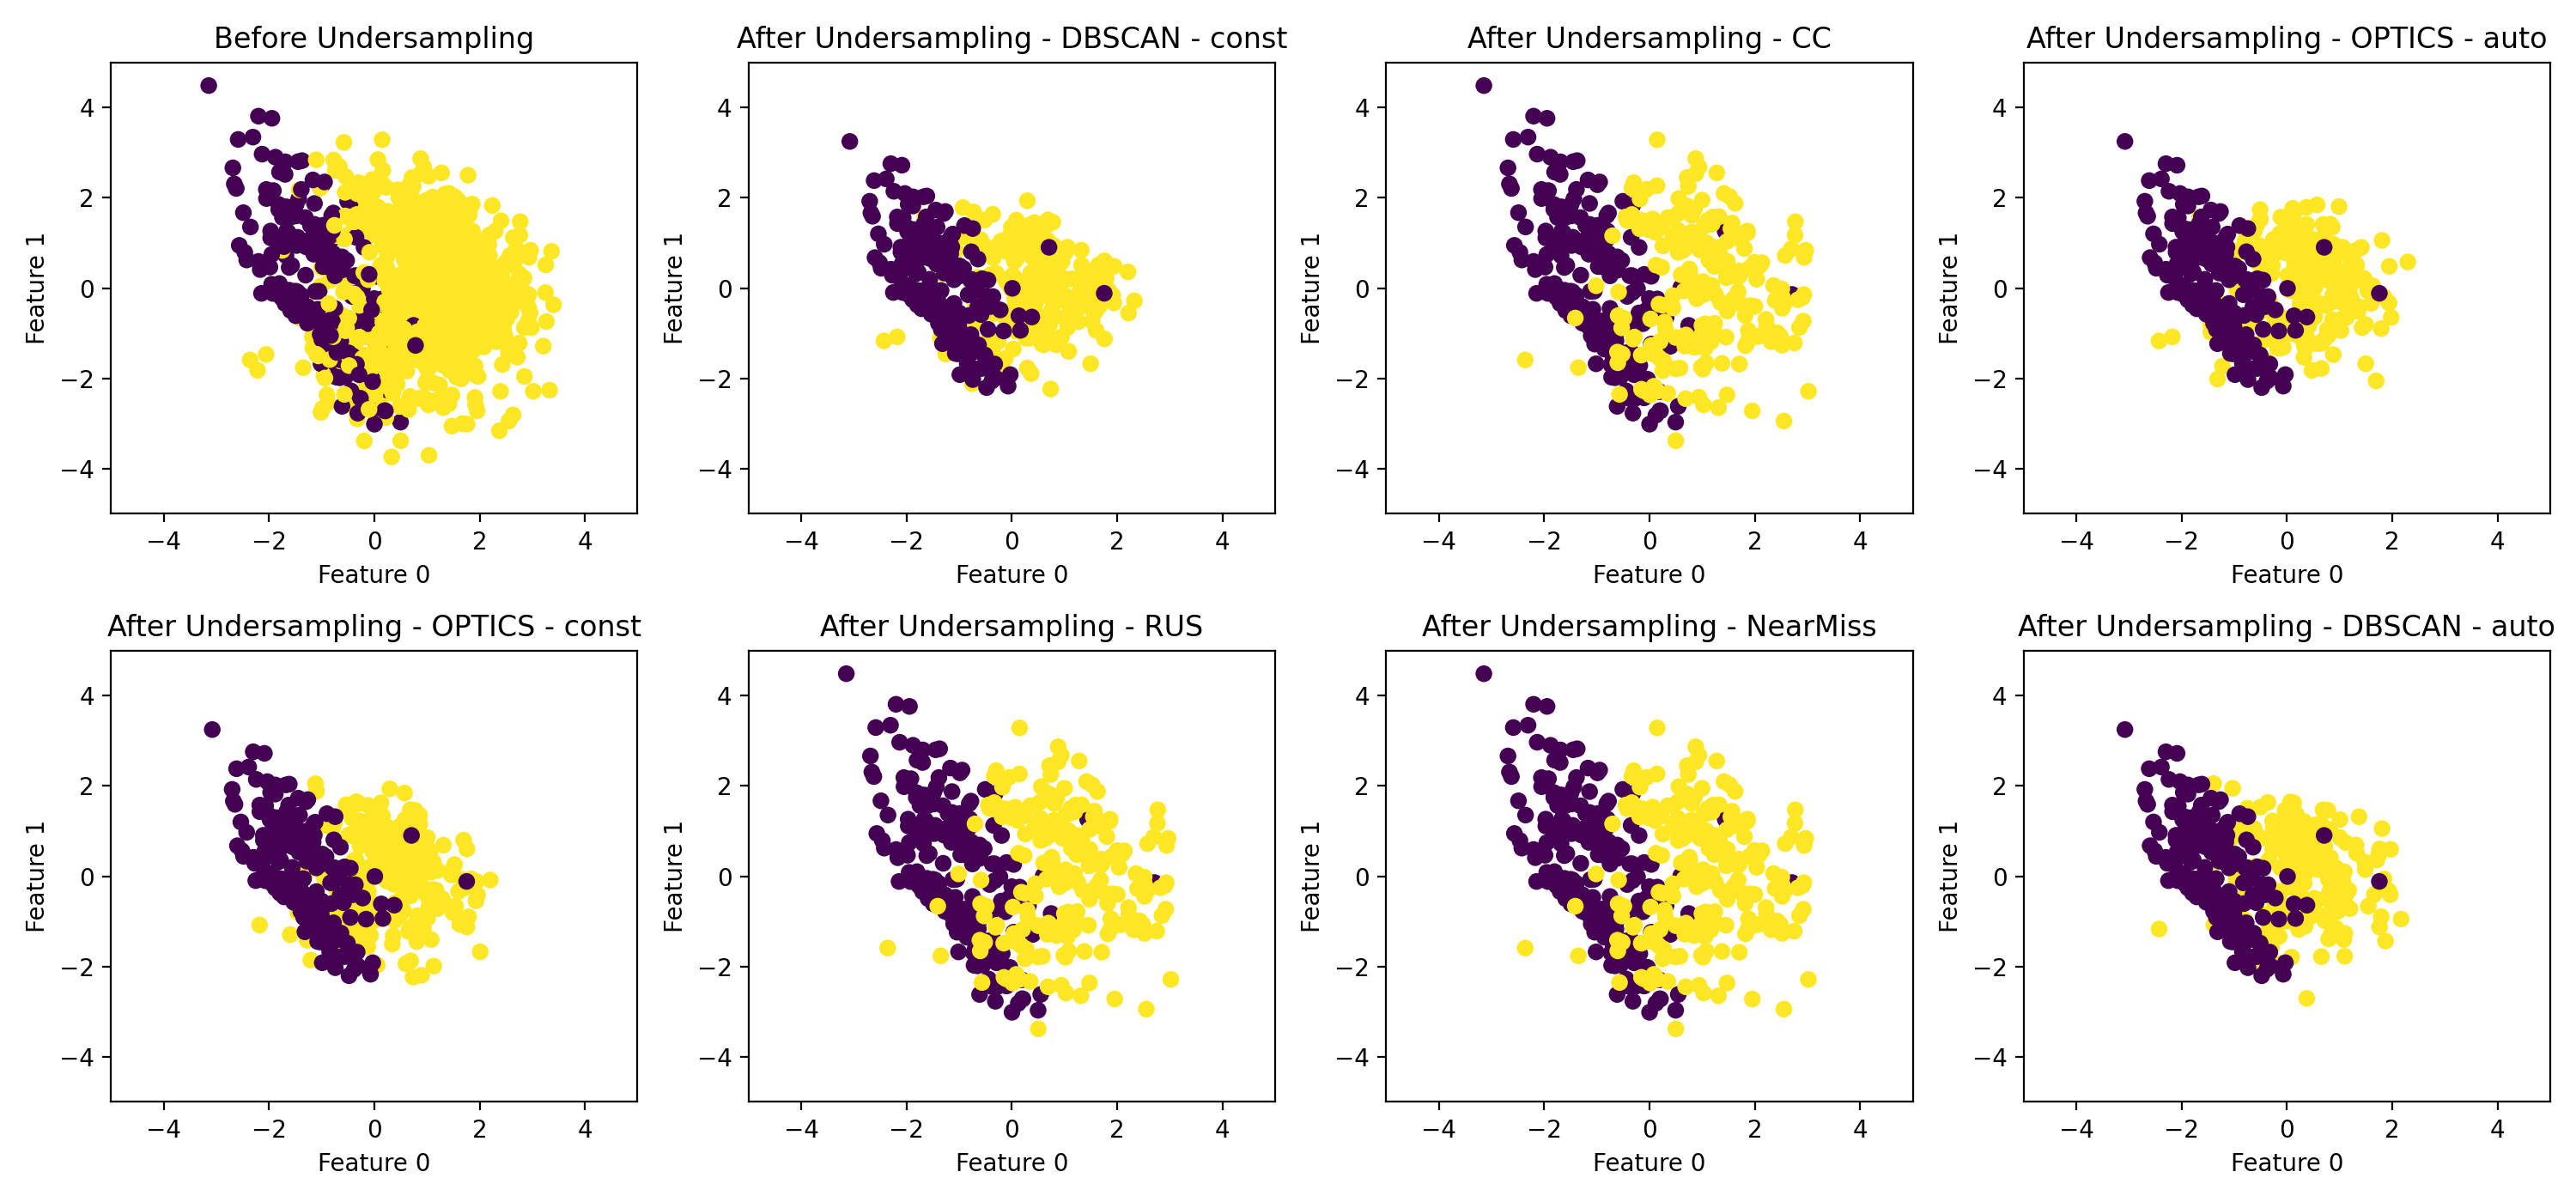 Before Undersampling
After Undersampling - DBSCAN - const
After Undersampling - CC
After Undersampling - OPTICS - auto
Feature 1
4
2
0
−2
−4
−4 −2 0 2 4
Feature 0
Feature 1
4
2
0
−2
−4
−4 −2 0 2 4
Feature 0
Feature 1
4
2
0
−2
−4
−4 −2 0 2 4
Feature 0
Feature 1
4
2
0
−2
−4
−4 −2 0 2 4
Feature 0
After Undersampling - OPTICS - const
After Undersampling - RUS
After Undersampling - NearMiss
After Undersampling - DBSCAN - auto
Feature 1
4
2
0
−2
−4
−4 −2 0 2 4
Feature 0
Feature 1
4
2
0
−2
−4
−4 −2 0 2 4
Feature 0
Feature 1
4
2
0
−2
−4
−4 −2 0 2 4
Feature 0
Feature 1
4
2
0
−2
−4
−4 −2 0 2 4
Feature 0